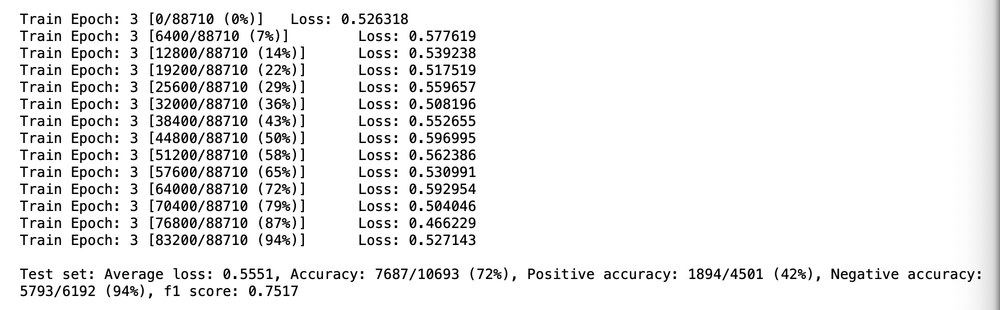 Train Epoch: 3 [0/88710 (0%)]	Loss: 0.526318
Train Epoch: 3 [6400/88710 (7%)]	Loss: 0.577619
Train Epoch: 3 [12800/88710 (14%)]	Loss: 0.539238
Train Epoch: 3 [19200/88710 (22%)]	Loss: 0.517519
Train Epoch: 3 [25600/88710 (29%)]	Loss: 0.559657
Train Epoch: 3 [32000/88710 (36%)]	Loss: 0.508196
Train Epoch: 3 [38400/88710 (43%)]	Loss: 0.552655
Train Epoch: 3 [44800/88710 (50%)]	Loss: 0.596995
Train Epoch: 3 [51200/88710 (58%)]	Loss: 0.562386
Train Epoch: 3 [57600/88710 (65%)]	Loss: 0.530991
Train Epoch: 3 [64000/88710 (72%)]	Loss: 0.592954
Train Epoch: 3 [70400/88710 (79%)]	Loss: 0.504046
Train Epoch: 3 [76800/88710 (87%)]	Loss: 0.466229
Train Epoch: 3 [83200/88710 (94%)]	Loss: 0.527143

Test set: Average loss: 0.5551, Accuracy: 7687/10693 (72%), Positive accuracy: 1894/4501 (42%), Negative accuracy:
5793/6192 (94%), f1 score: 0.7517